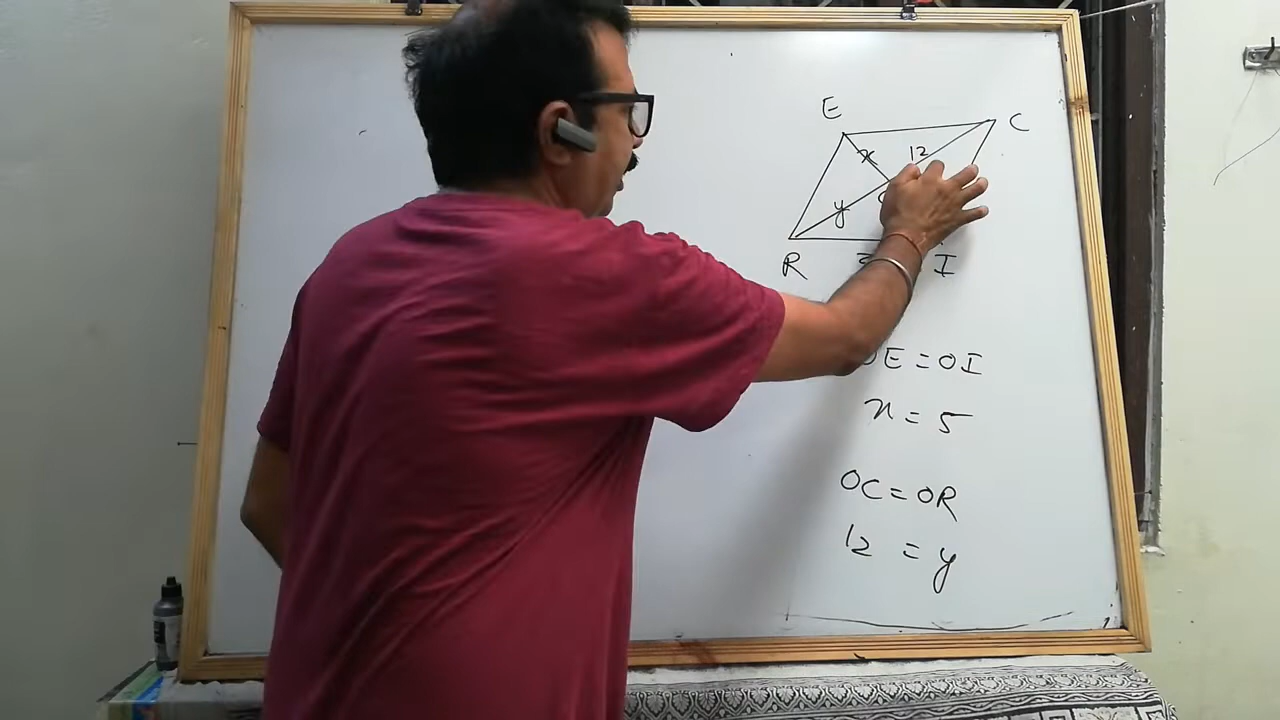 E
C
x
12
y
R
I
OE = OI
x = 5
OC = OR
12 = y